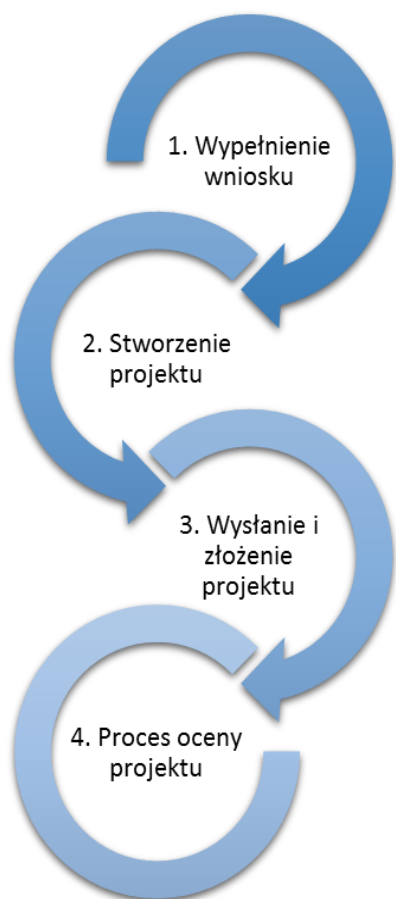 1. Wypełnienie
wniosku
2. Stworzenie
projektu
3. Wysłanie i
złożenie
projektu
4. Proces oceny
projektu